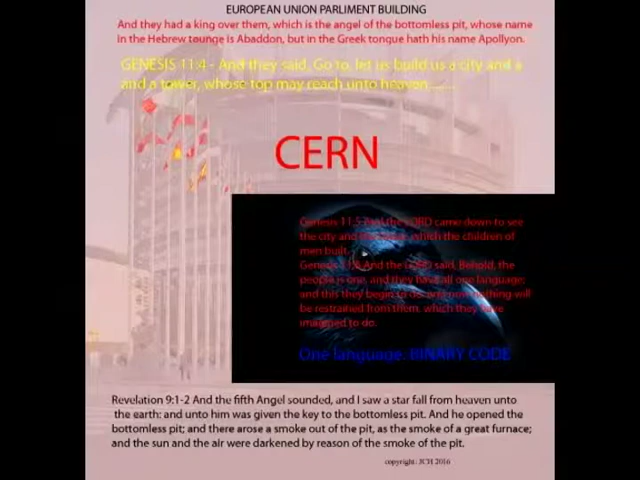 EUROPEAN UNION PARLIMENT BUILDING
And they had a king over them, which is the angel of the bottomless pit, whose name
in the Hebrew tounge is Abaddon, but in the Greek tongue hath his name Apollyon.
GENESIS 11:4 - And they said, Go to, let us build us a city and a
and a tower, whose top may reach unto heaven ......
CERN
Genesis 11:5 And the LORD came down to see
the city and the tower, which the children of
men built.
Genesis 11:6 And the LORD said, Behold, the
people is one, and they have all one language;
and this they begin to do: and now nothing will
be restrained from them, which they have
imagined to do.
One language: BINARY CODE
Revelation 9:1-2 And the fifth Angel sounded, and I saw a star fall from heaven unto
the earth: and unto him was given the key to the bottomless pit. And he opened the
bottomless pit; and there arose a smoke out of the pit, as the smoke of a great furnace;
and the sun and the air were darkened by reason of the smoke of the pit.
copyright: JCH 2016